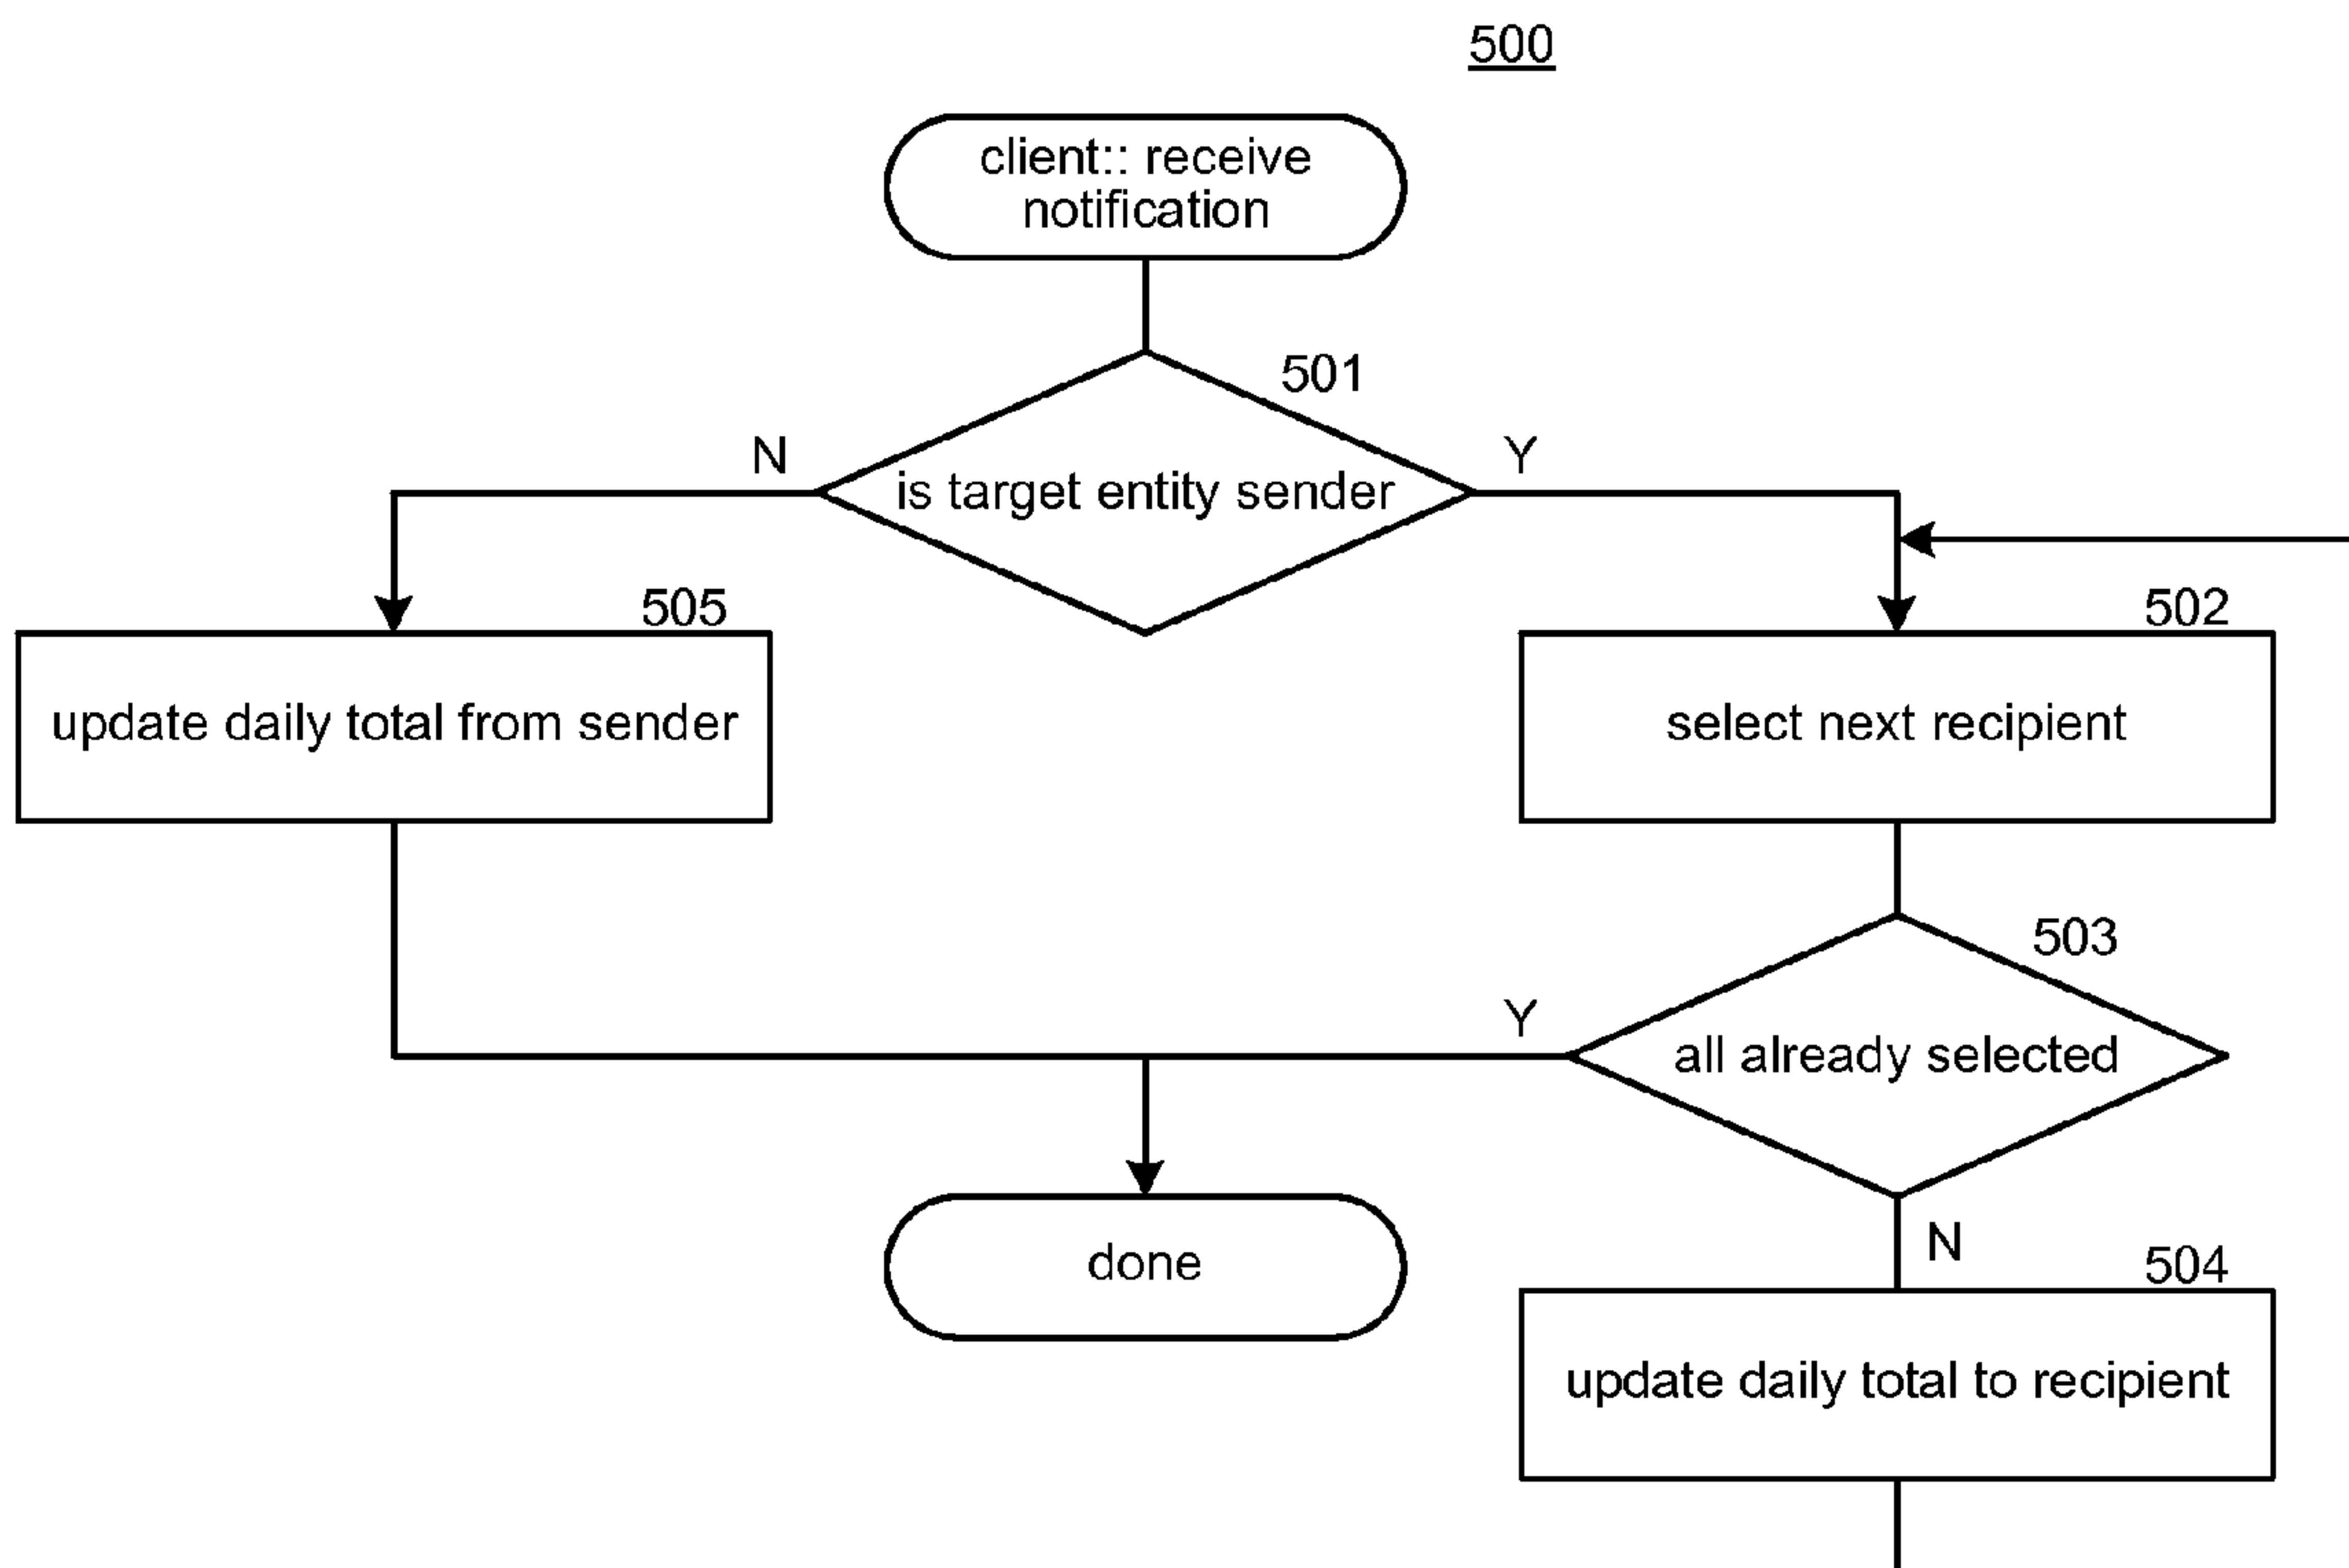 500
client:: receive
notification
501
N
Y
is target entity sender
505
502
update daily total from sender
select next recipient
503
Y
all already selected
N
done
504
update daily total to recipient